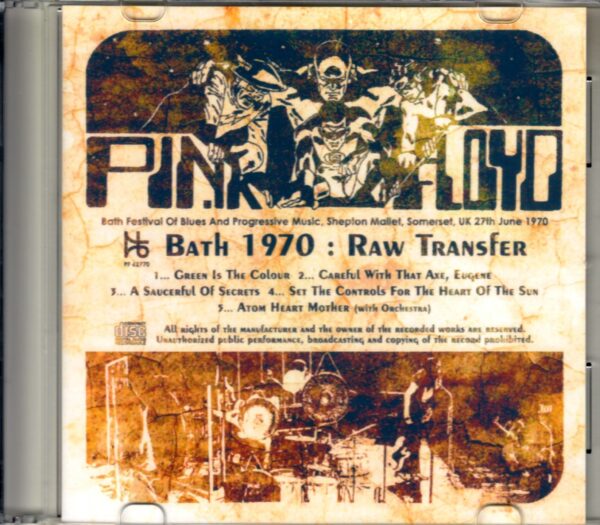 PINK FLOYD
Bath Festival Of Blues And Progressive Music, Shepton Mallet, Somerset, UK 27th June 1970
BATH 1970 : RAW TRANSFER
PF 62770
1... GREEN IS THE COLOUR 2... CAREFUL WITH THAT AXE, EUGENE
3... A SAUCERFUL OF SECRETS 4... SET THE CONTROLS FOR THE HEART OF THE SUN
5... ATOM HEART MOTHER (WITH ORCHESTRA)
disc
All rights of the manufacturer and the owner of the recorded works are reserved.
Unauthorized public performance, broadcasting and copying of the record prohibited.